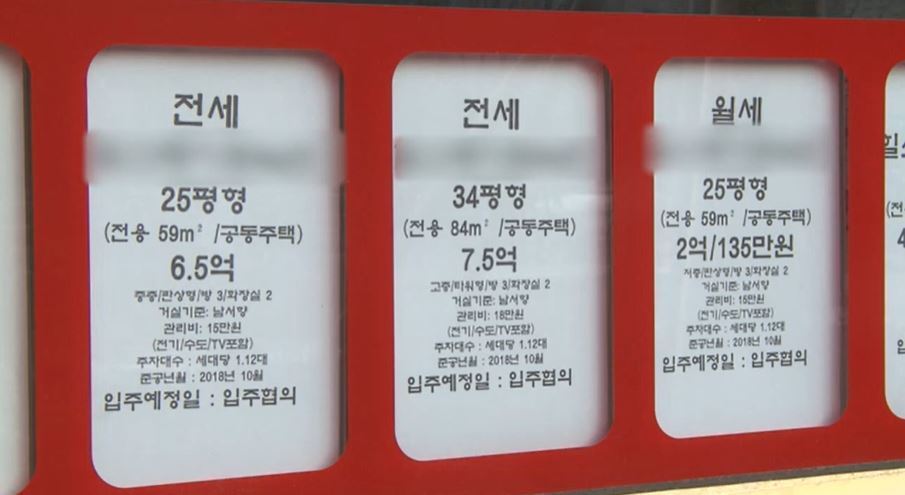 전세
25평형
(전용 59m² /공동주택)
6.5억
중층/판상형/방 3/화장실 2
거실기준: 남서향
관리비: 15만원
(전기/수도/TV포함)
주차대수 : 세대당 1.12대
준공년월 : 2018년 10월
입주예정일 : 입주협의
전세
34평형
(전용 84m² /공동주택)
7.5억
고층/타워형/방 3/화장실 2
거실기준: 남서향
관리비: 18만원
(전기/수도/TV포함)
주차대수 : 세대당 1.12대
준공년월 : 2018년 10월
입주예정일 : 입주협의
월세
25평형
(전용 59m² /공동주택)
2억/135만원
저층/판상형/방 3/화장실 2
거실기준: 남서향
관리비: 15만원
(전기/수도/TV포함)
주차대수 : 세대당 1.12대
준공년월 : 2018년 10월
입주예정일 : 입주협의